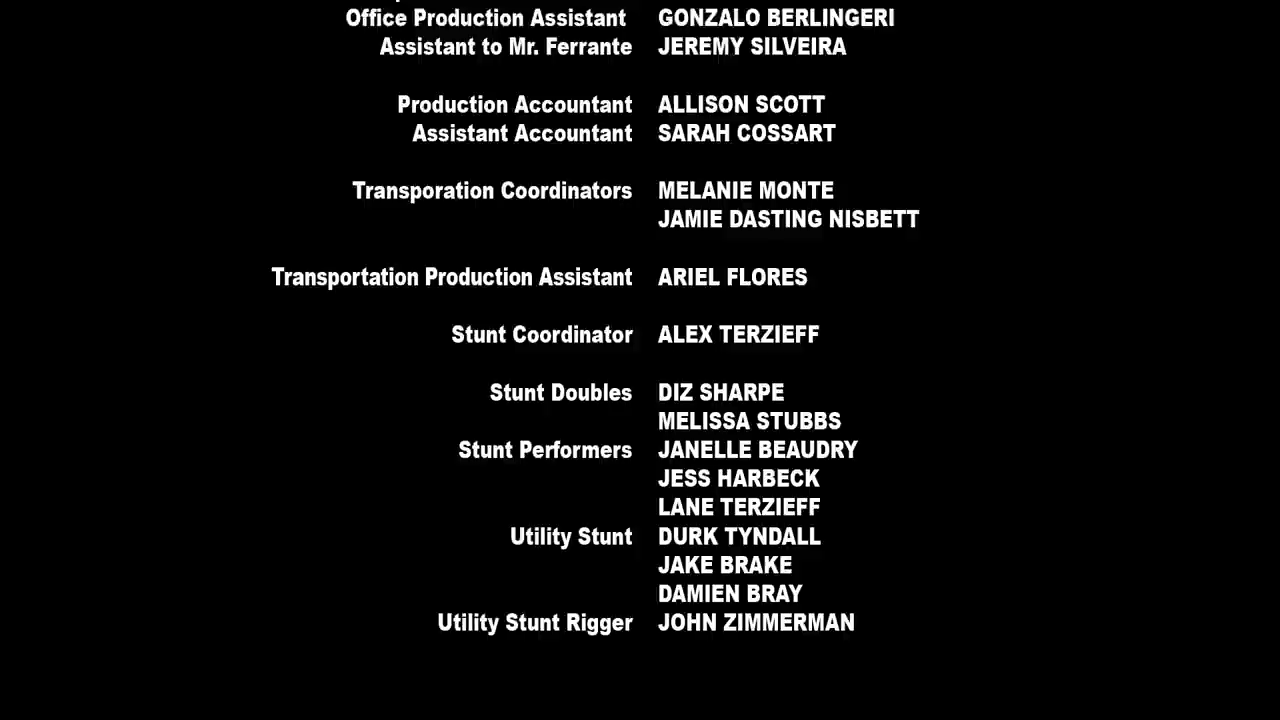 Office Production Assistant GONZALO BERLINGERI
Assistant to Mr. Ferrante JEREMY SILVEIRA
Production Accountant ALLISON SCOTT
Assistant Accountant SARAH COSSART
Transporation Coordinators MELANIE MONTE
JAMIE DASTING NISBETT
Transportation Production Assistant ARIEL FLORES
Stunt Coordinator ALEX TERZIEFF
Stunt Doubles DIZ SHARPE
MELISSA STUBBS
Stunt Performers JANELLE BEAUDRY
JESS HARBECK
LANE TERZIEFF
Utility Stunt DURK TYNDALL
JAKE BRAKE
DAMIEN BRAY
Utility Stunt Rigger JOHN ZIMMERMAN